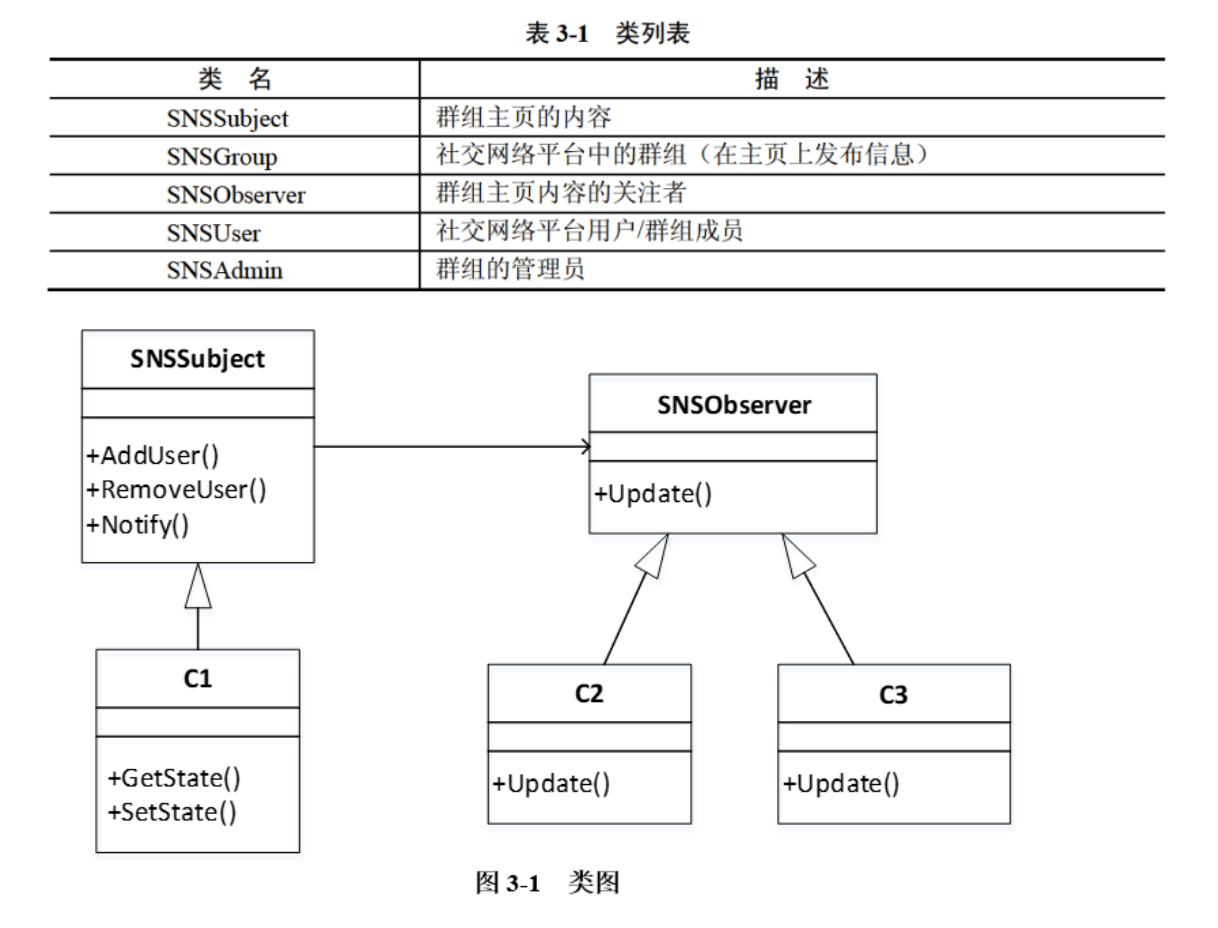 表 3-1 类列表
类 名 描 述
SNSSubject 群组主页的内容
SNSGroup 社交网络平台中的群组（在主页上发布信息）
SNSObserver 群组主页内容的关注者
SNSUser 社交网络平台用户/群组成员
SNSAdmin 群组的管理员
SNSSubject
+AddUser()
+RemoveUser()
+Notify()
SNSObserver
+Update()
C1
+GetState()
+SetState()
C2
+Update()
C3
+Update()
图 3-1 类图